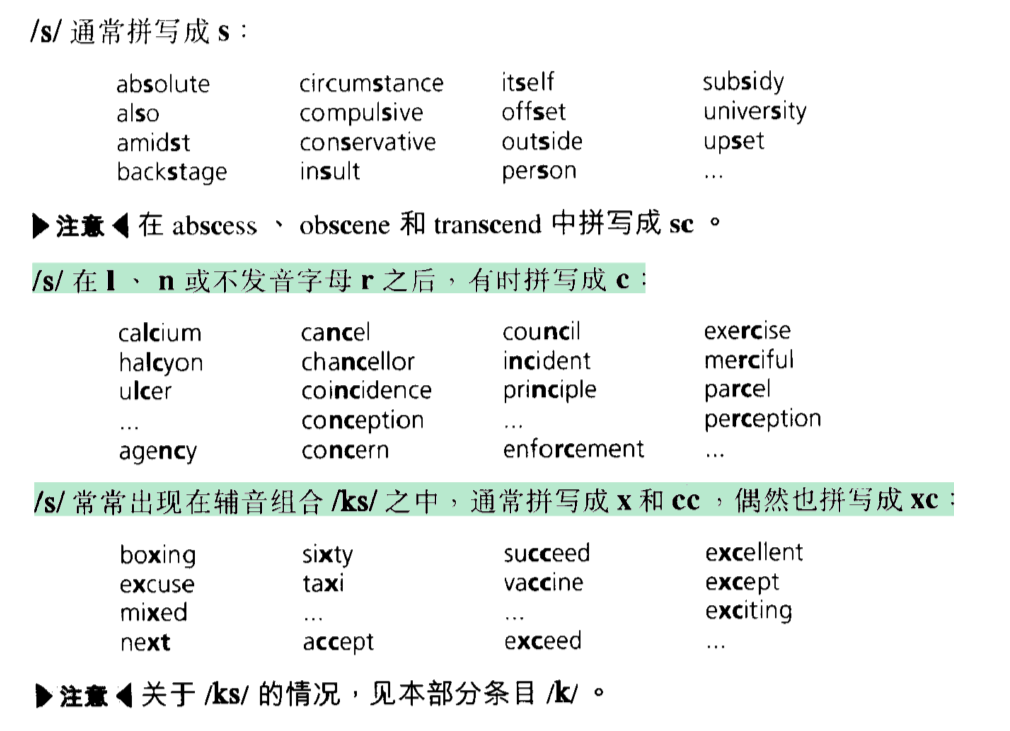 /s/ 通常拼写成 s：
absolute circumstance itself subsidy
also compulsive offset university
amidst conservative outside upset
backstage insult person ...
▶注意◀ 在 abscess 、 obscene 和 transcend 中拼写成 sc 。
/s/ 在 l 、 n 或不发音字母 r 之后，有时拼写成 c：
calcium cancel council exercise
halcyon chancellor incident merciful
ulcer coincidence principle parcel
... conception ... perception
agency concern enforcement ...
/s/ 常常出现在辅音组合 /ks/ 之中，通常拼写成 x 和 cc ，偶然也拼写成 xc：
boxing sixty succeed excellent
excuse taxi vaccine except
mixed ... ... exciting
next accept exceed ...
▶注意◀ 关于 /ks/ 的情况，见本部分条目 /k/ 。